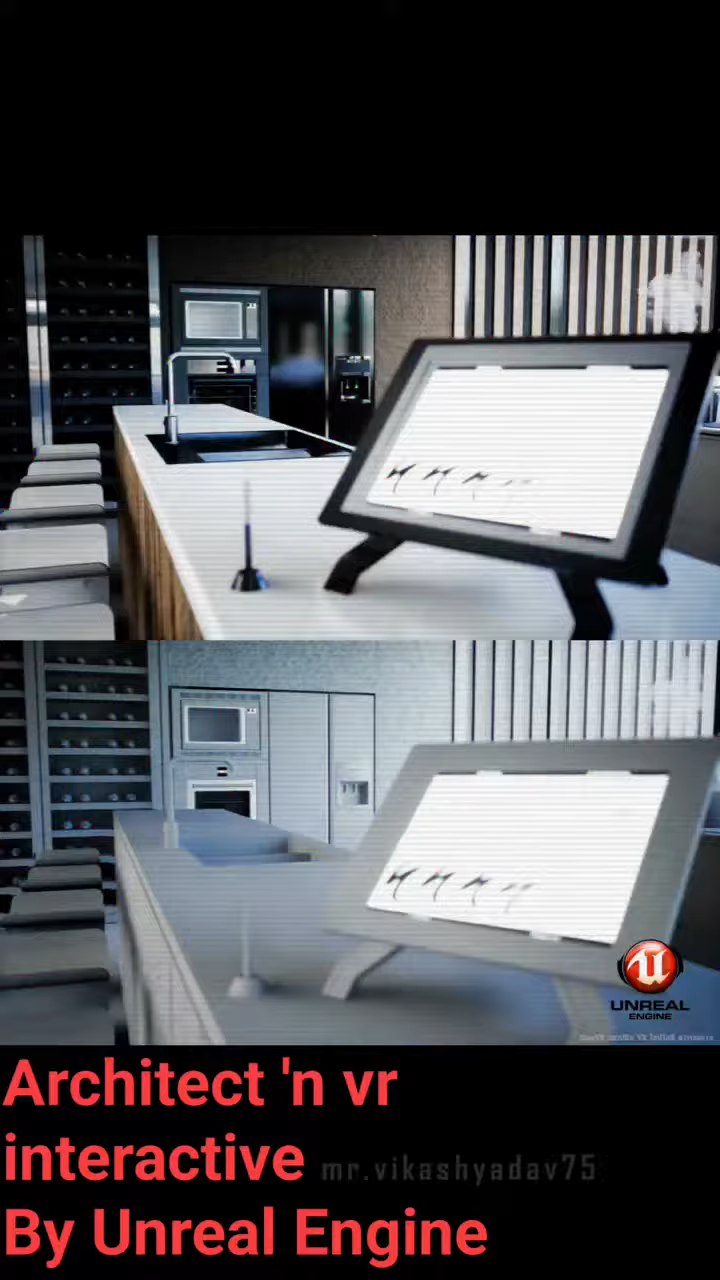 UNREAL
ENGINE
Architect 'n vr
interactive
mr.vikashyadav75
By Unreal Engine